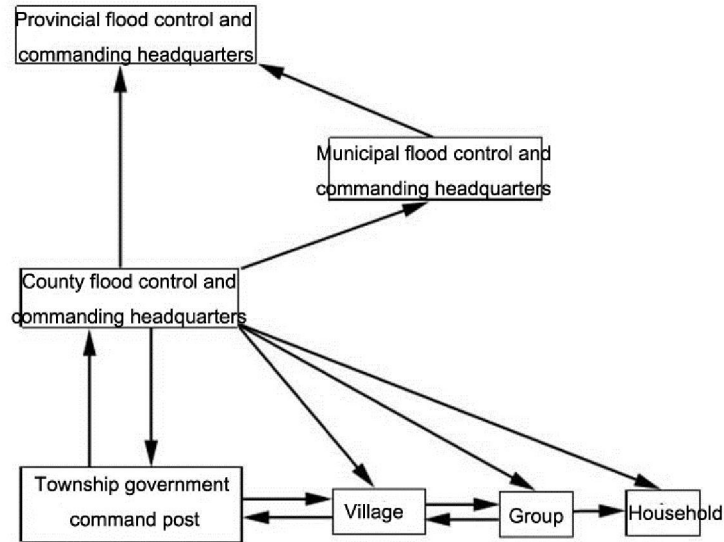 Provincial flood control and
commanding headquarters
Municipal flood control and
commanding headquarters
County flood control and
commanding headquarters
Township government
command post
Village
Group
Household